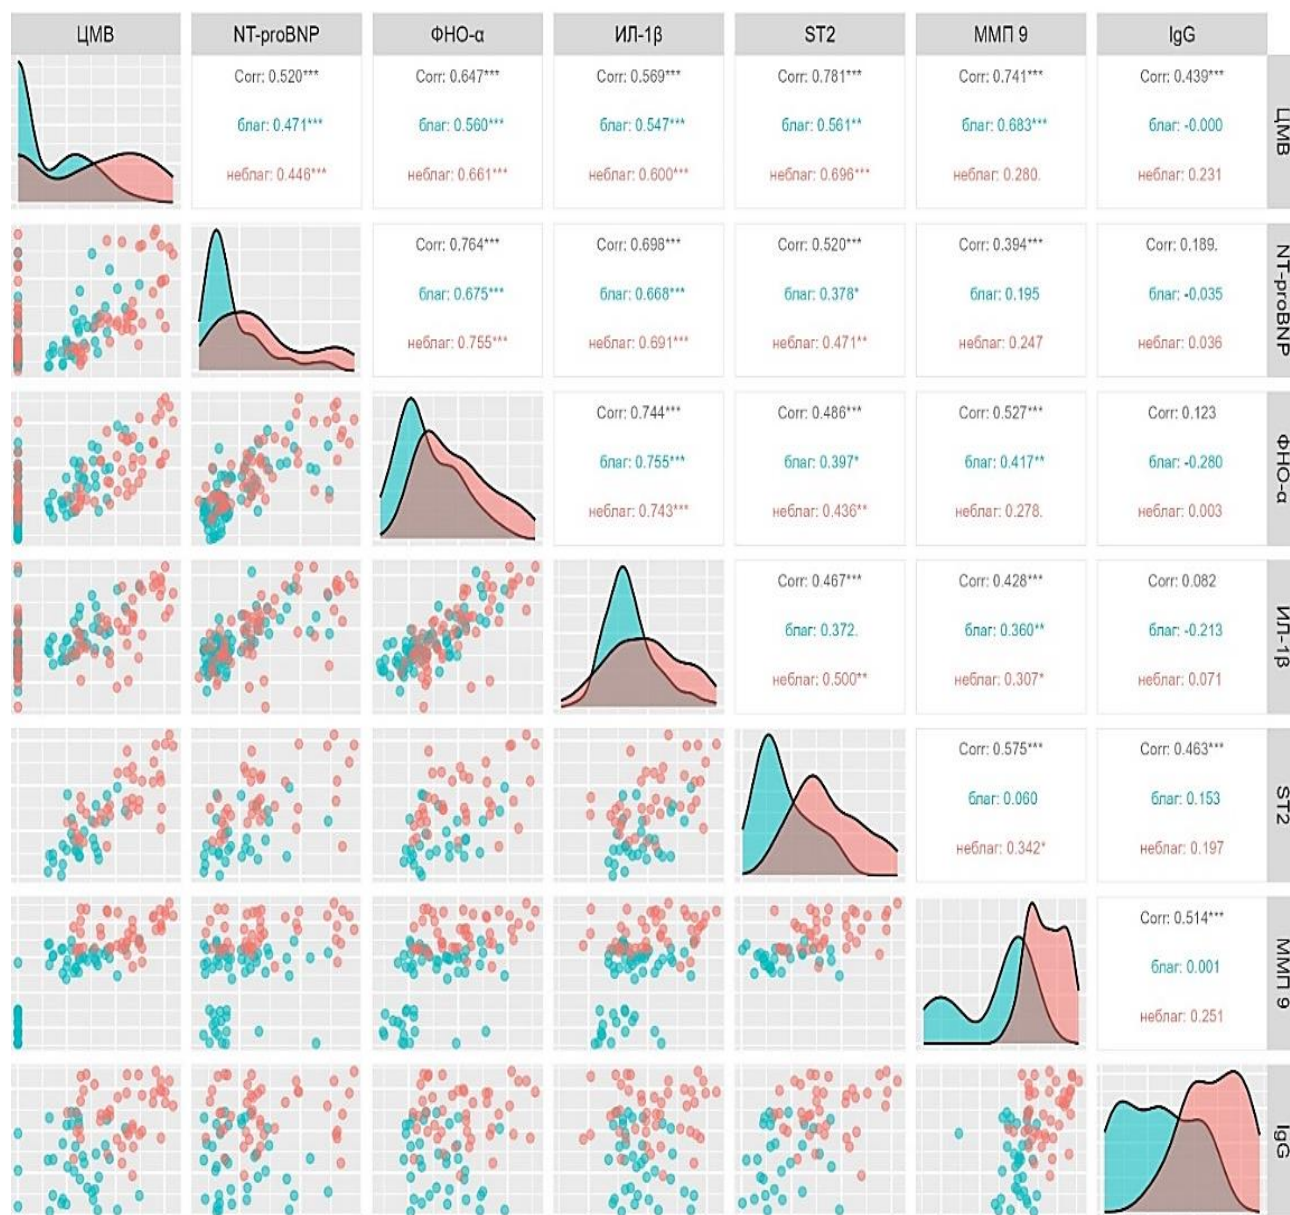 ЦМВ NT-proBNP ФНО-α ИЛ-1β ST2 ММП 9 IgG
Corr: 0.520*** Corr: 0.647*** Corr: 0.569*** Corr: 0.781*** Corr: 0.741*** Corr: 0.439***
благ: 0.471*** благ: 0.560*** благ: 0.547*** благ: 0.561** благ: 0.683*** благ: -0.000
неблаг: 0.446*** неблаг: 0.661*** неблаг: 0.600*** неблаг: 0.696*** неблаг: 0.280. неблаг: 0.231
ЦМВ
Corr: 0.764*** Corr: 0.698*** Corr: 0.520*** Corr: 0.394*** Corr: 0.189.
благ: 0.675*** благ: 0.668*** благ: 0.378* благ: 0.195 благ: -0.035
неблаг: 0.755*** неблаг: 0.691*** неблаг: 0.471** неблаг: 0.247 неблаг: 0.036
NT-proBNP
Corr: 0.744*** Corr: 0.486*** Corr: 0.527*** Corr: 0.123
благ: 0.755*** благ: 0.397* благ: 0.417** благ: -0.280
неблаг: 0.743*** неблаг: 0.436** неблаг: 0.278. неблаг: 0.003
ФНО-α
Corr: 0.467*** Corr: 0.428*** Corr: 0.082
благ: 0.372. благ: 0.360** благ: -0.213
неблаг: 0.500** неблаг: 0.307* неблаг: 0.071
ИЛ-1β
Corr: 0.575*** Corr: 0.463***
благ: 0.060 благ: 0.153
неблаг: 0.342* неблаг: 0.197
ST2
Corr: 0.514***
благ: 0.001
неблаг: 0.251
ММП 9
IgG